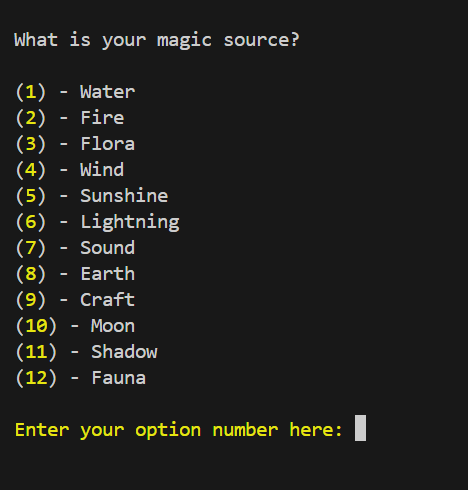 What is your magic source?
(1) - Water
(2) - Fire
(3) - Flora
(4) - Wind
(5) - Sunshine
(6) - Lightning
(7) - Sound
(8) - Earth
(9) - Craft
(10) - Moon
(11) - Shadow
(12) - Fauna
Enter your option number here: